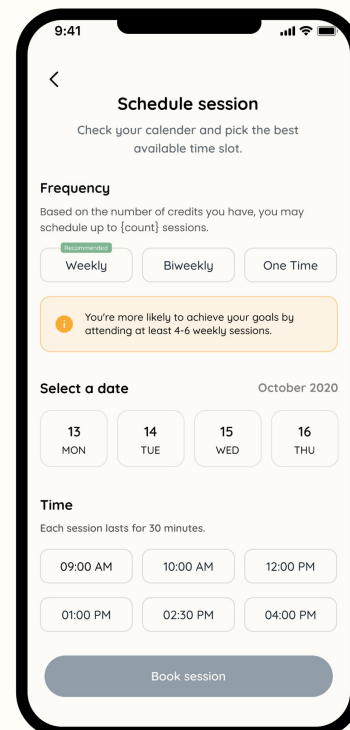 9:41
Schedule session
Check your calender and pick the best
available time slot.
Frequency
Based on the number of credits you have, you may
schedule up to {count} sessions.
Recommended
Weekly Biweekly One Time
You're more likely to achieve your goals by
attending at least 4-6 weekly sessions.
Select a date October 2020
13 14 15 16
MON TUE WED THU
Time
Each session lasts for 30 minutes.
09:00 AM 10:00 AM 12:00 PM
01:00 PM 02:30 PM 04:00 PM
Book session